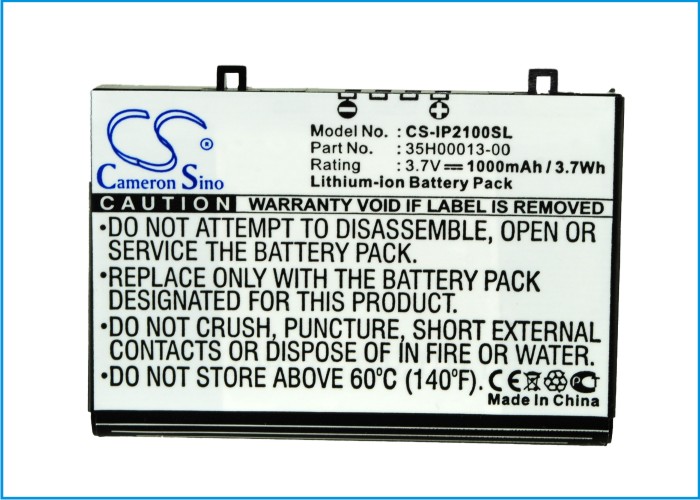 CS
Cameron Sino
Model No. : CS-IP2100SL
Part No. : 35H00013-00
Rating : 3.7V 1000mAh / 3.7Wh
Lithium-ion Battery Pack
CAUTION WARRANTY VOID IF LABEL IS REMOVED
•DO NOT ATTEMPT TO DISASSEMBLE, OPEN OR
SERVICE THE BATTERY PACK.
•REPLACE ONLY WITH THE BATTERY PACK
DESIGNATED FOR THIS PRODUCT.
•DO NOT CRUSH, PUNCTURE, SHORT EXTERNAL
CONTACTS OR DISPOSE OF IN FIRE OR WATER.
•DO NOT STORE ABOVE 60°C (140°F). CE
Made In China